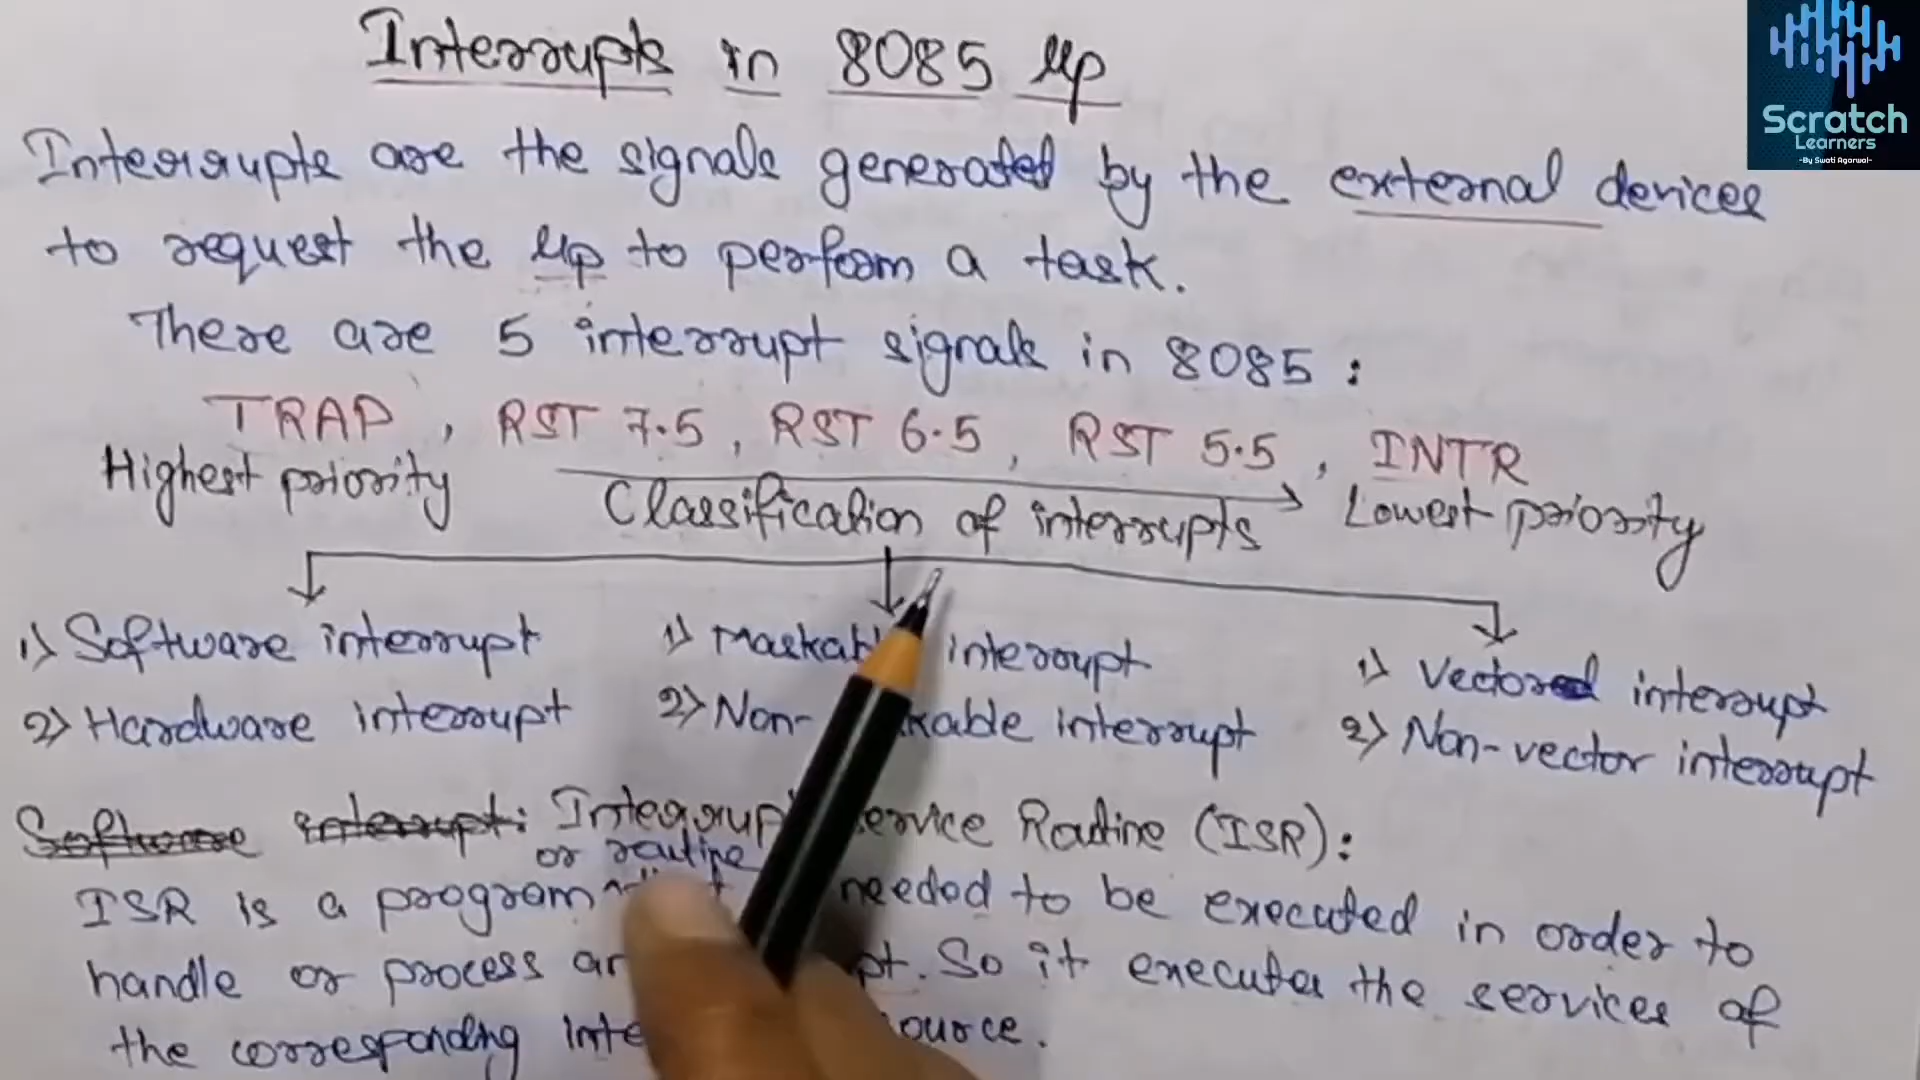 Interrupts in 8085 μp
Scratch
Learners
-By Swati Agarwal-
Interrupts are the signals generated by the external devices
to request the μp to perform a task.
There are 5 interrupt signals in 8085 :
TRAP , RST 7.5 , RST 6.5 , RST 5.5 , INTR
Highest priority Lowest priority
Classification of interrupts
1) Software interrupt 1) Maskab interrupt 1) Vectored interrupt
2) Hardware interrupt 2) Non- kable interrupt 2) Non-vector interrupt
Software interrupt: Interrup ervice Routine (ISR) :
or routine
ISR is a program needed to be executed in order to
handle or process an pt. So it executes the services of
the corresponding inte ource.